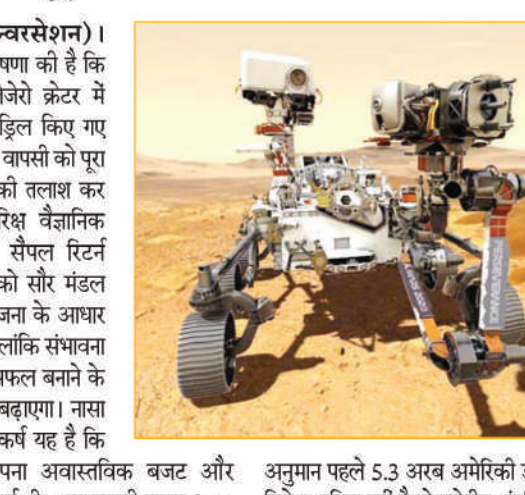 न्वरसेशन)।
षणा की है कि
जेजेरो क्रेटर में
ड्रिल किए गए
वापसी को पूरा
की तलाश कर
रिक्ष वैज्ञानिक
सैंपल रिटर्न
को सौर मंडल
जना के आधार
लांकि संभावना
फल बनाने के
बढ़ाएगा। नासा
कर्ष यह है कि
पना अवास्तविक बजट और
अनुमान पहले 5.3 अरब अमेरिकी